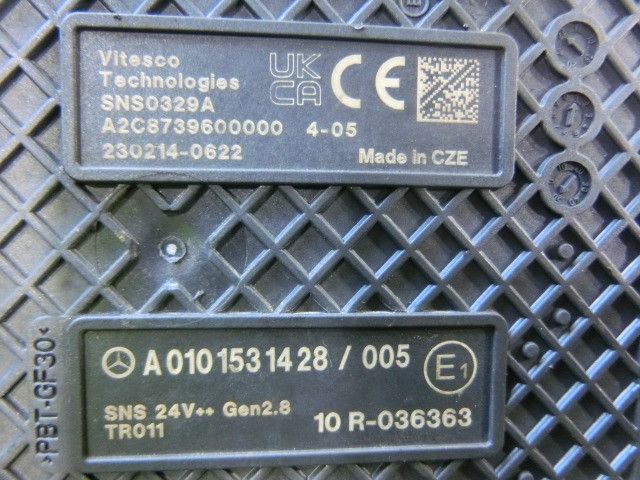 Vitesco
Technologies
SNS0329A
A2C8739600000 4-05
230214-0622
UK
CA
CE
Made in CZE
A 010 153 14 28 / 005
E1
SNS 24V++ Gen2.8
TR011
10 R-036363
>PBT-GF30<